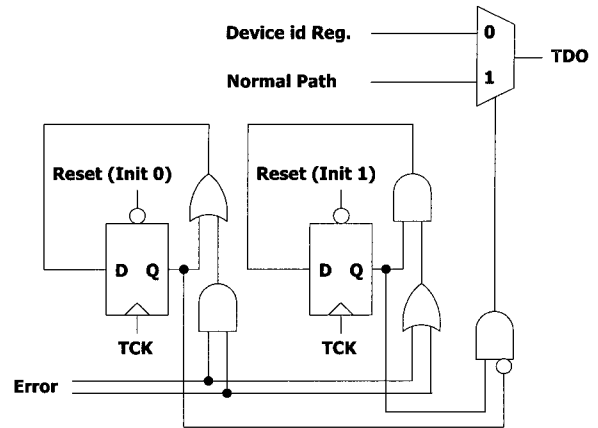 Device id Reg.
0
TDO
Normal Path
1
Reset (Init 0)
Reset (Init 1)
D Q
D Q
TCK
TCK
Error